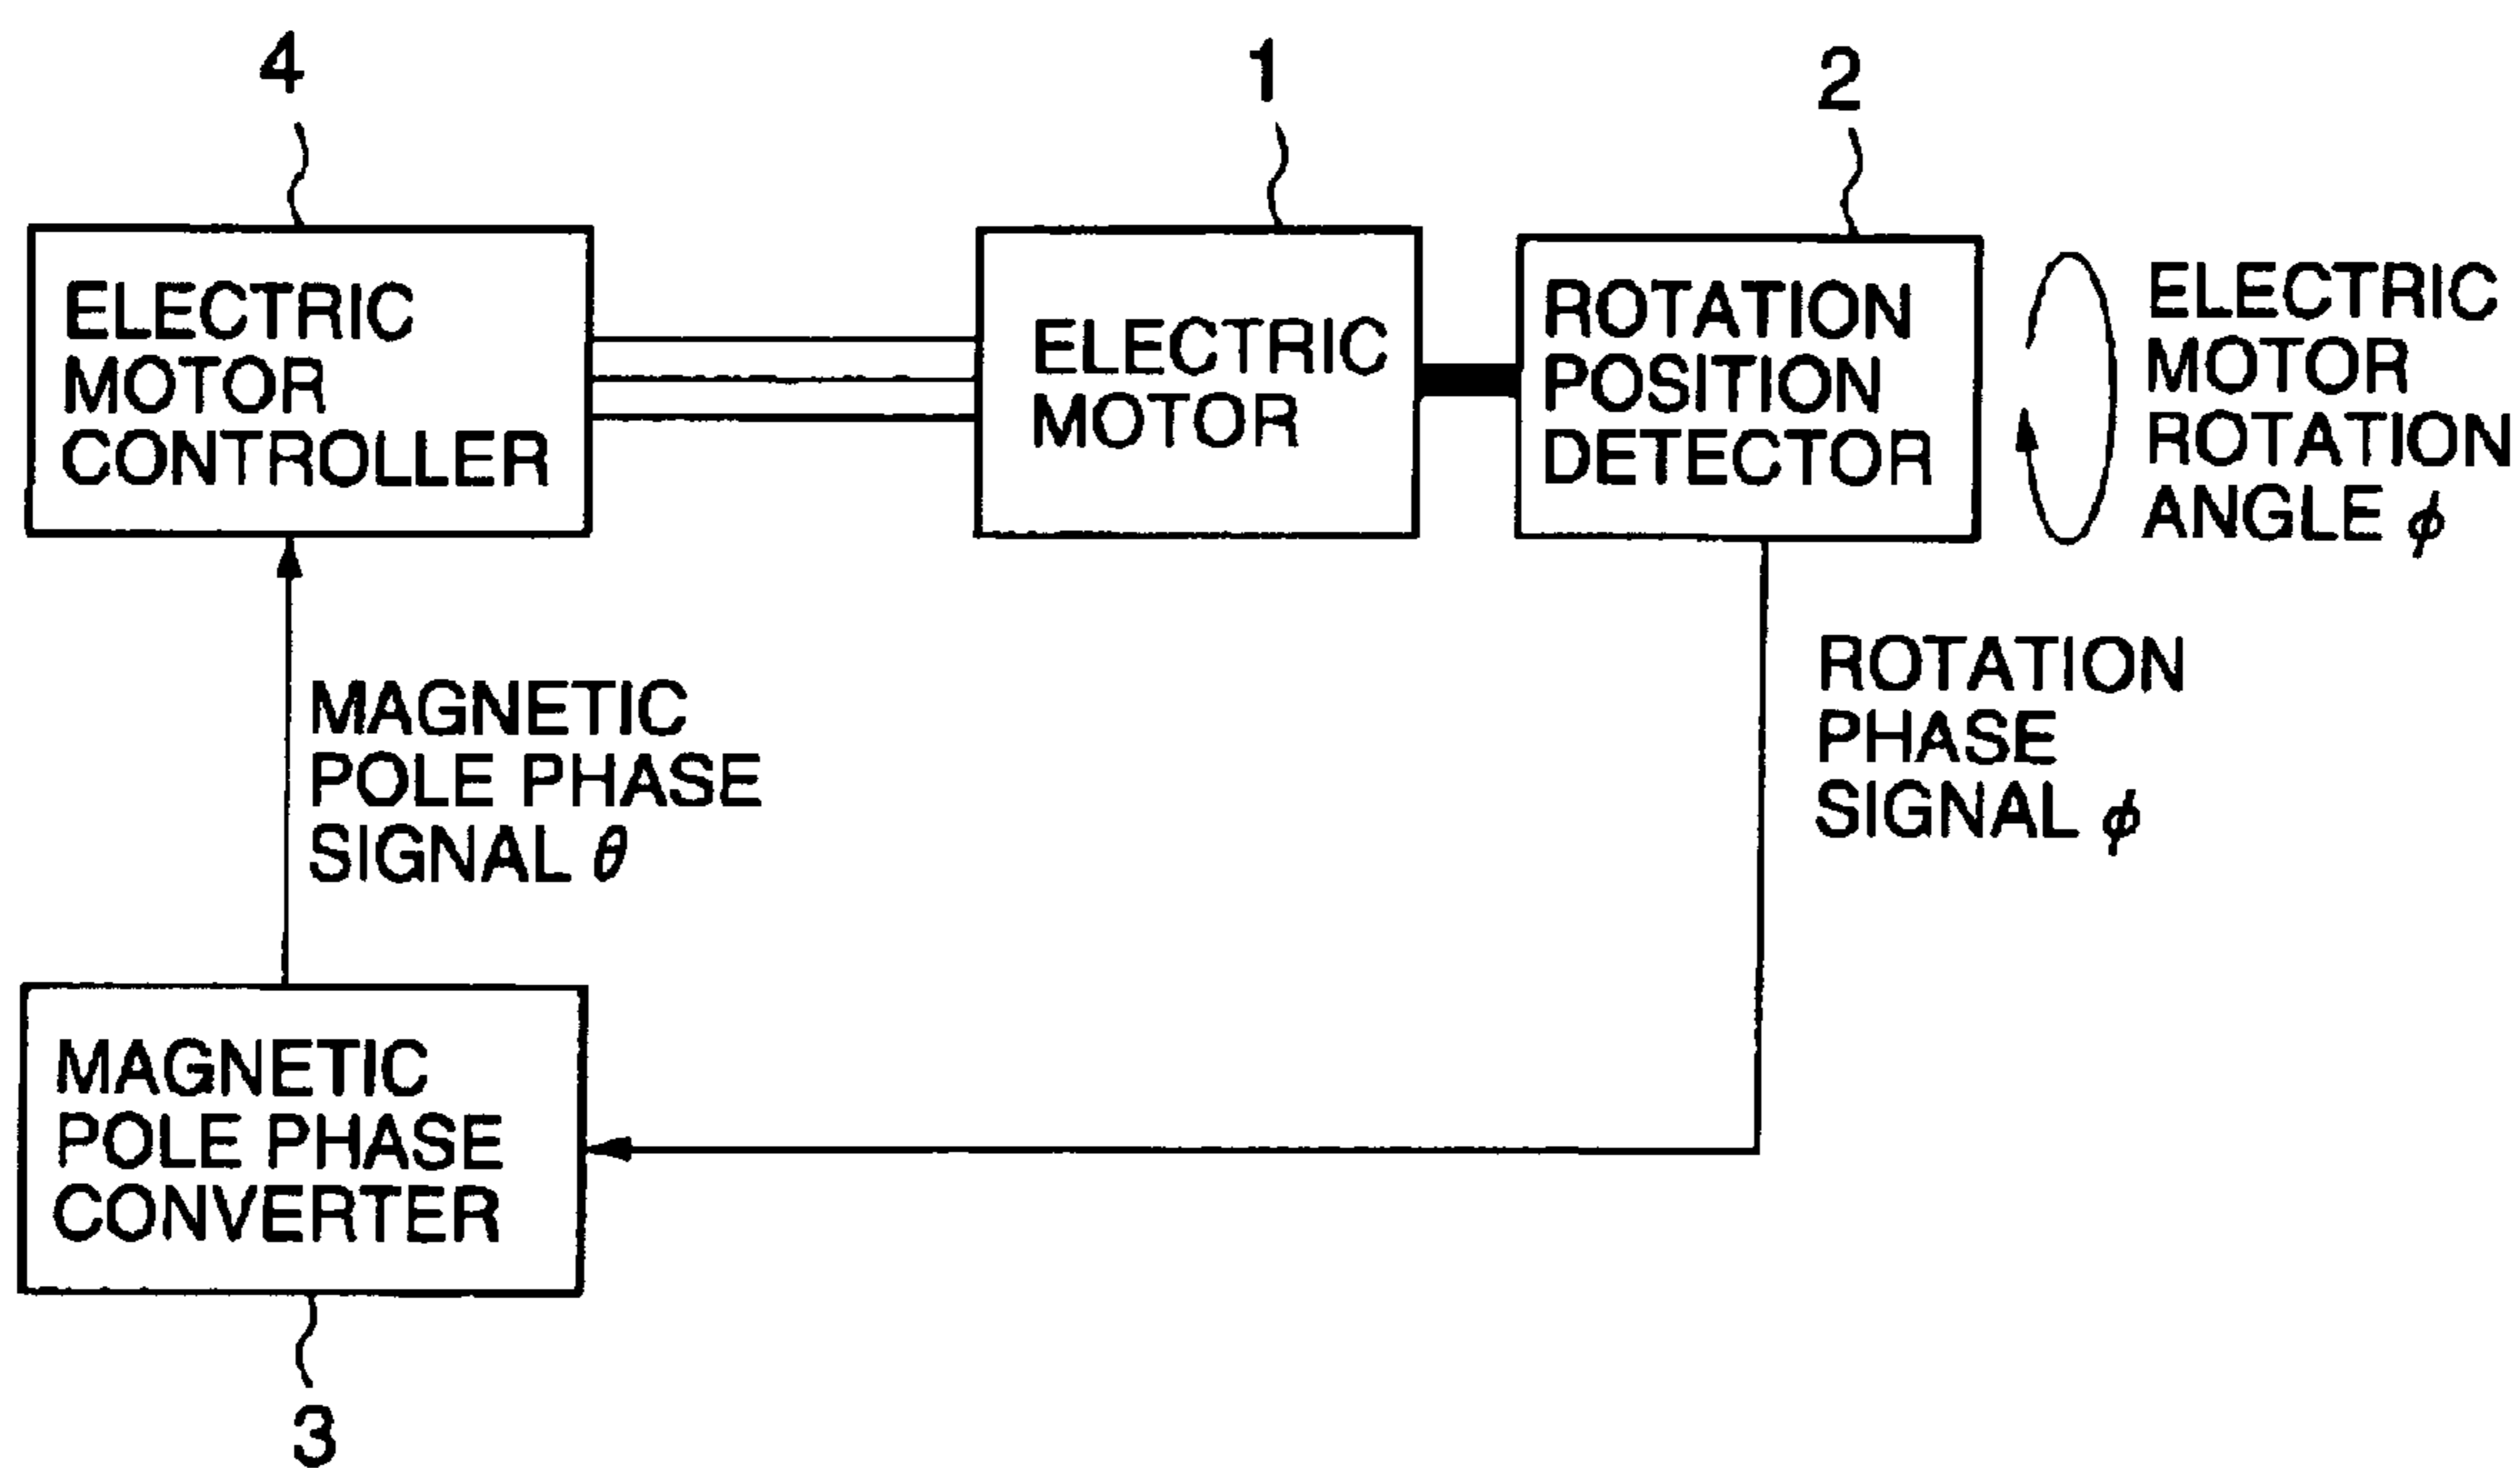 4
1
2
ELECTRIC
MOTOR
CONTROLLER
ELECTRIC
MOTOR
ROTATION
POSITION
DETECTOR
ELECTRIC
MOTOR
ROTATION
ANGLE ϕ
MAGNETIC
POLE PHASE
SIGNAL θ
ROTATION
PHASE
SIGNAL ϕ
MAGNETIC
POLE PHASE
CONVERTER
3